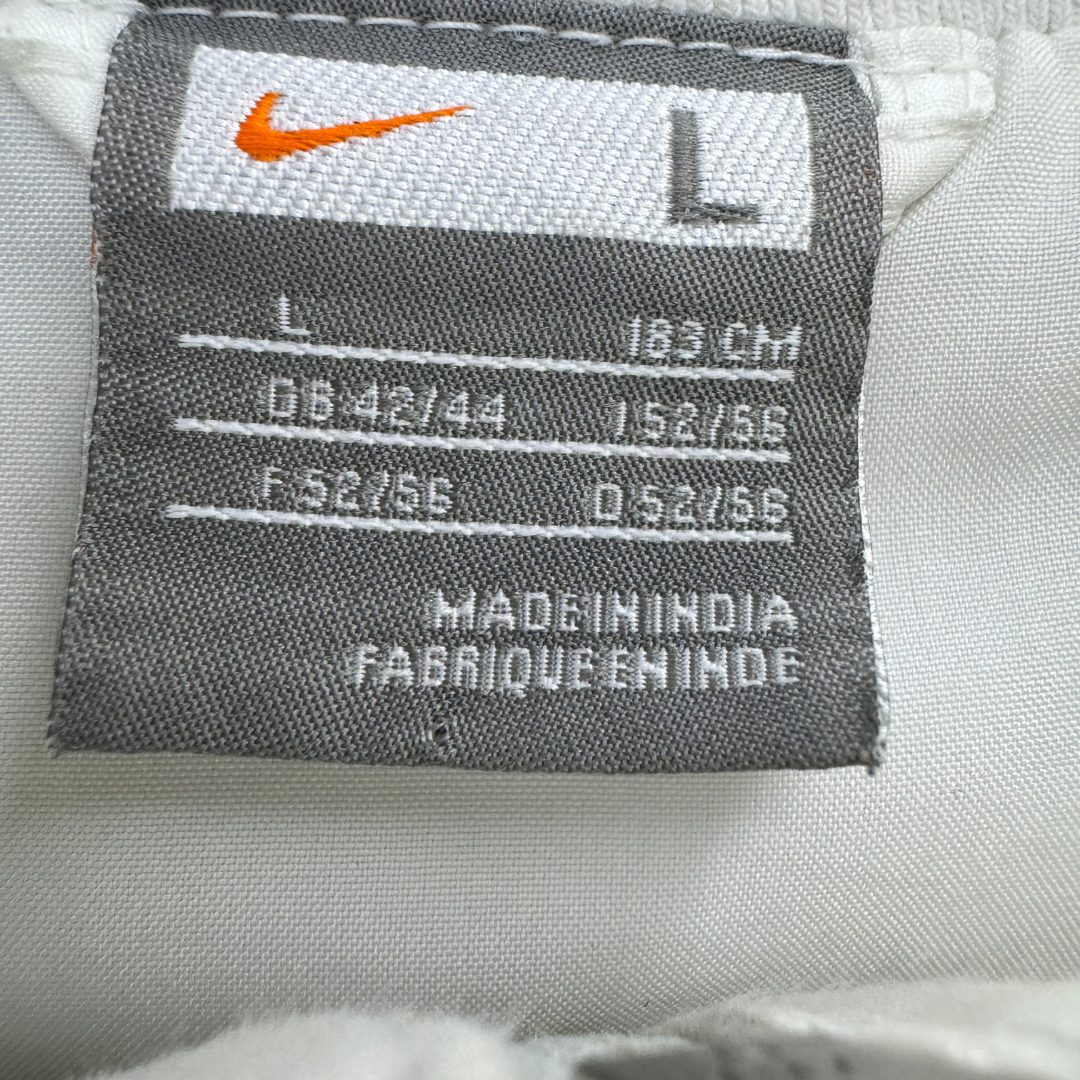 L
L 183 CM
GB 42/44 I 52/56
F 52/56 D 52/56
MADE IN INDIA
FABRIQUE EN INDE